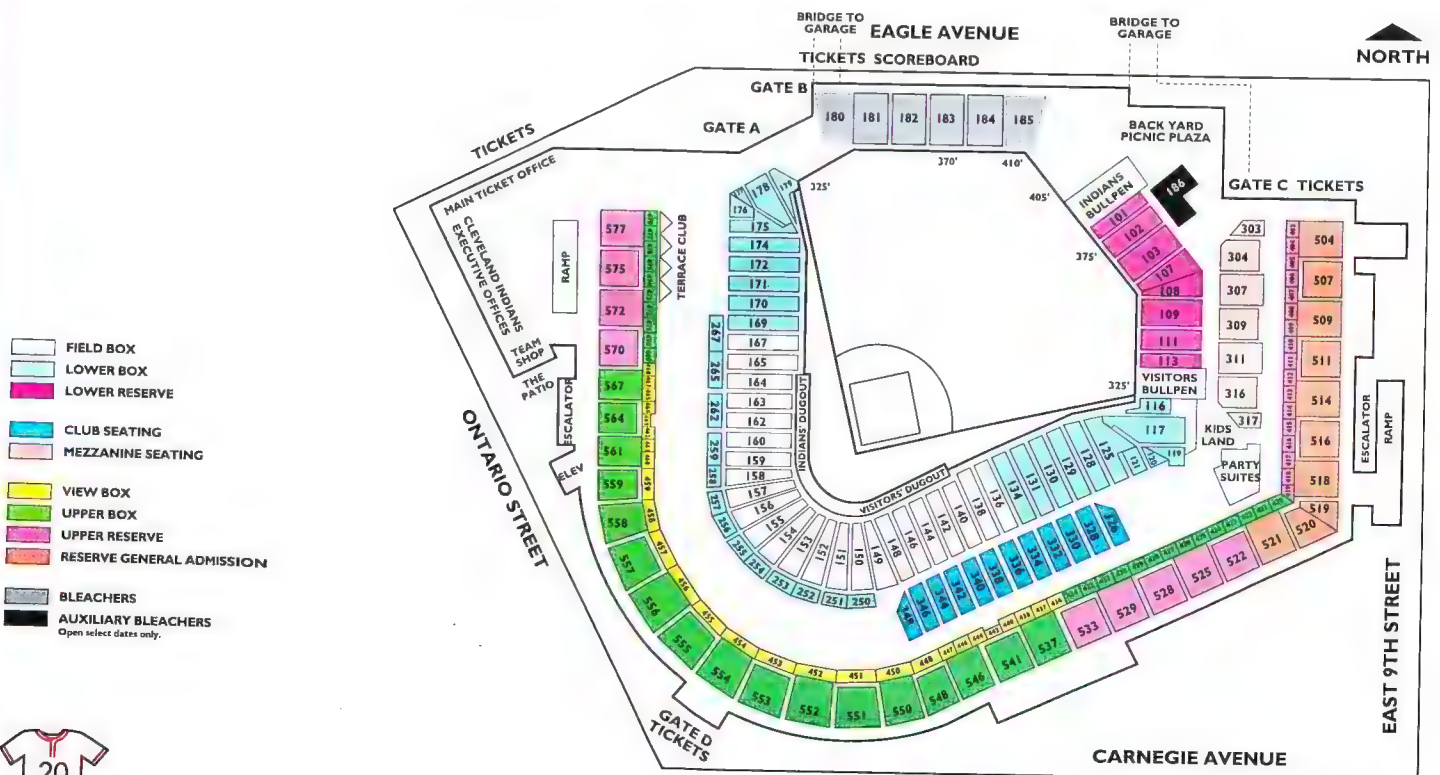 BRIDGE TO
GARAGE
EAGLE AVENUE
BRIDGE TO
GARAGE
NORTH
TICKETS SCOREBOARD
GATE B
GATE A
TICKETS
MAIN TICKET OFFICE
CLEVELAND INDIANS
EXECUTIVE OFFICES
TEAM
SHOP
THE
PATIO
RAMP
ESCALATOR
ELEV
TERRACE CLUB
180 181 182 183 184 185
370' 410'
325'
405'
375'
325'
BACK YARD
PICNIC PLAZA
INDIANS
BULLPEN
186
GATE C TICKETS
101
102
103
107
108
109
111
113
VISITORS
BULLPEN
116
117
119
120
121
KIDS
LAND
PARTY
SUITES
303
304
307
309
311
316
317
504
507
509
511
514
516
518
519
520
521
522
525
528
529
533
537
541
546
548
550
551
552
553
554
555
556
557
558
559
561
564
567
570
572
575
577
178
179
176
175
174
172
171
170
169
167
165
164
163
162
160
159
158
157
156
155
154
153
152
151
150
149
148
146
144
142
140
138
136
134
131
130
129
128
125
267
265
262
259
258
257
256
255
254
253
252
251
250
INDIANS' DUGOUT
VISITORS' DUGOUT
348
346
344
342
340
338
336
334
332
330
328
326
459
458
457
456
455
454
453
452
451
450
448
447
ESCALATOR
RAMP
FIELD BOX
LOWER BOX
LOWER RESERVE
CLUB SEATING
MEZZANINE SEATING
VIEW BOX
UPPER BOX
UPPER RESERVE
RESERVE GENERAL ADMISSION
BLEACHERS
AUXILIARY BLEACHERS
Open select dates only.
ONTARIO STREET
GATE D
TICKETS
CARNEGIE AVENUE
EAST 9TH STREET
20